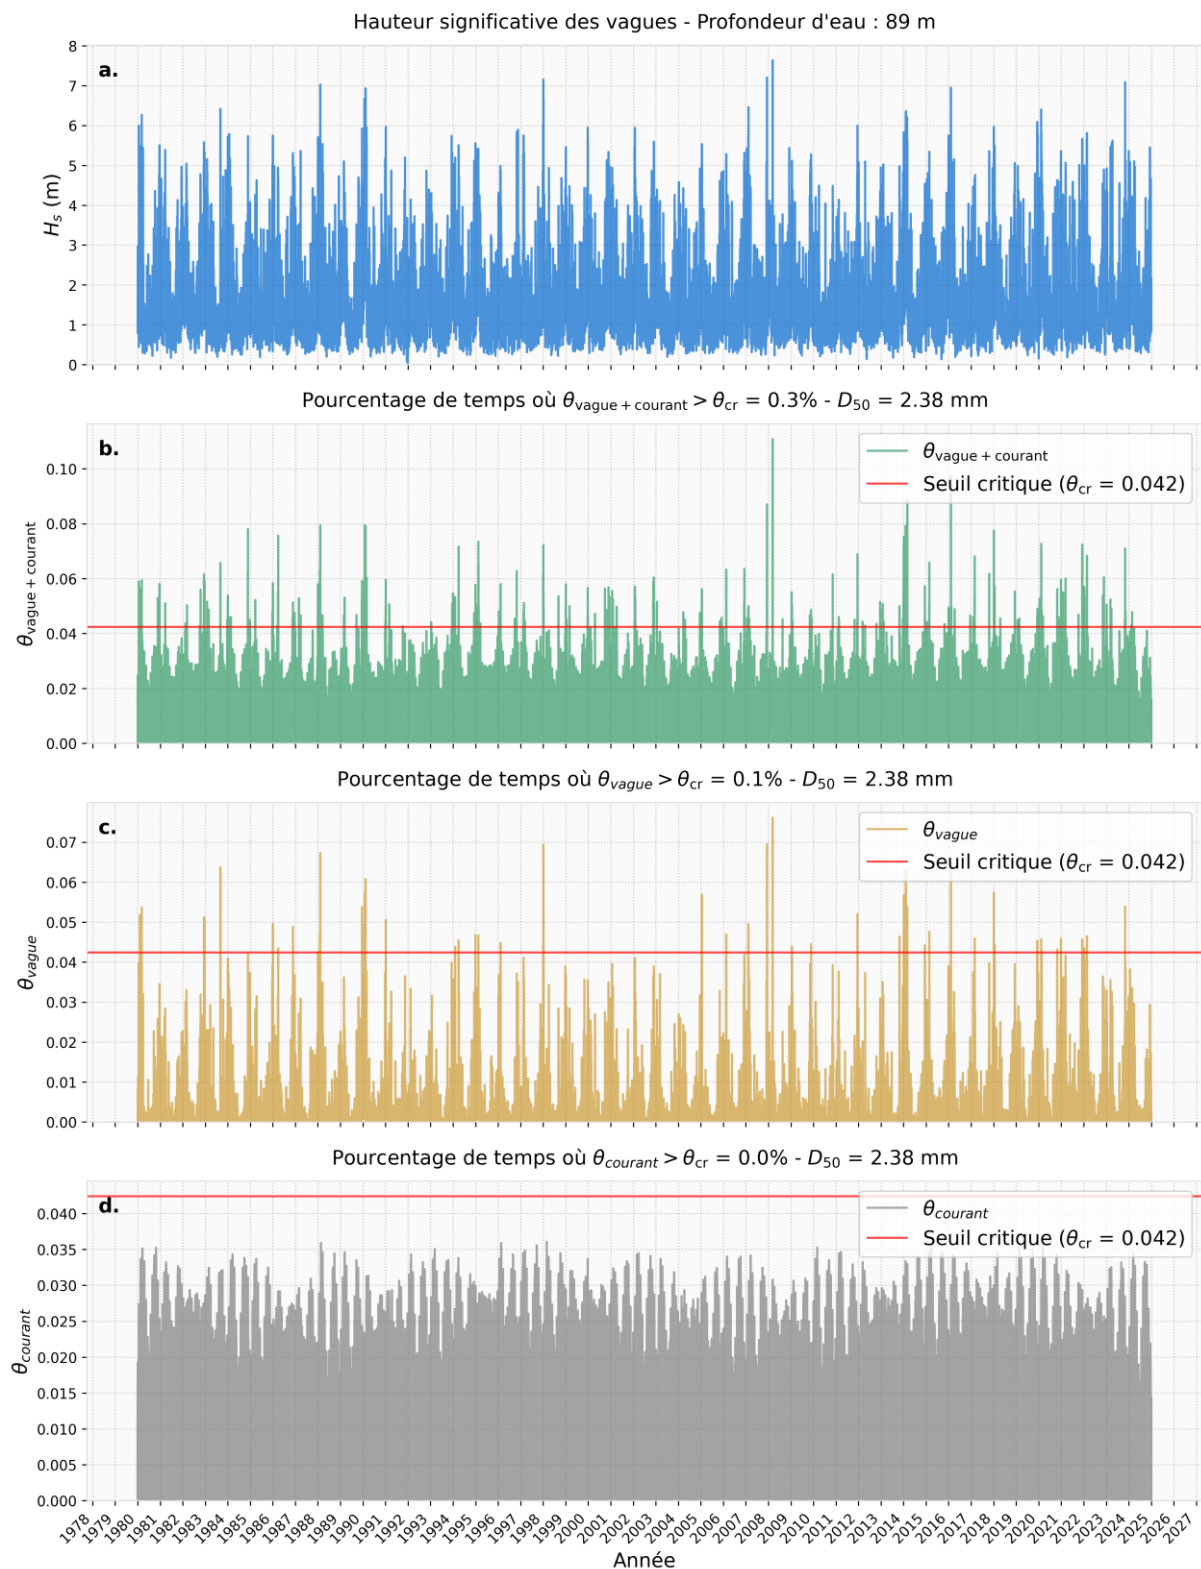 Hauteur significative des vagues - Profondeur d'eau : 89 m
a.
8
7
6
5
4
3
2
1
0
H_s (m)
Pourcentage de temps où θ_vague + courant > θ_cr = 0.3% - D_50 = 2.38 mm
b.
θ_vague + courant
Seuil critique (θ_cr = 0.042)
0.10
0.08
0.06
0.04
0.02
0.00
θ_vague + courant
Pourcentage de temps où θ_vague > θ_cr = 0.1% - D_50 = 2.38 mm
c.
θ_vague
Seuil critique (θ_cr = 0.042)
0.07
0.06
0.05
0.04
0.03
0.02
0.01
0.00
θ_vague
Pourcentage de temps où θ_courant > θ_cr = 0.0% - D_50 = 2.38 mm
d.
θ_courant
Seuil critique (θ_cr = 0.042)
0.040
0.035
0.030
0.025
0.020
0.015
0.010
0.005
0.000
θ_courant
1978 1979 1980 1981 1982 1983 1984 1985 1986 1987 1988 1989 1990 1991 1992 1993 1994 1995 1996 1997 1998 1999 2000 2001 2002 2003 2004 2005 2006 2007 2008 2009 2010 2011 2012 2013 2014 2015 2016 2017 2018 2019 2020 2021 2022 2023 2024 2025 2026 2027
Année